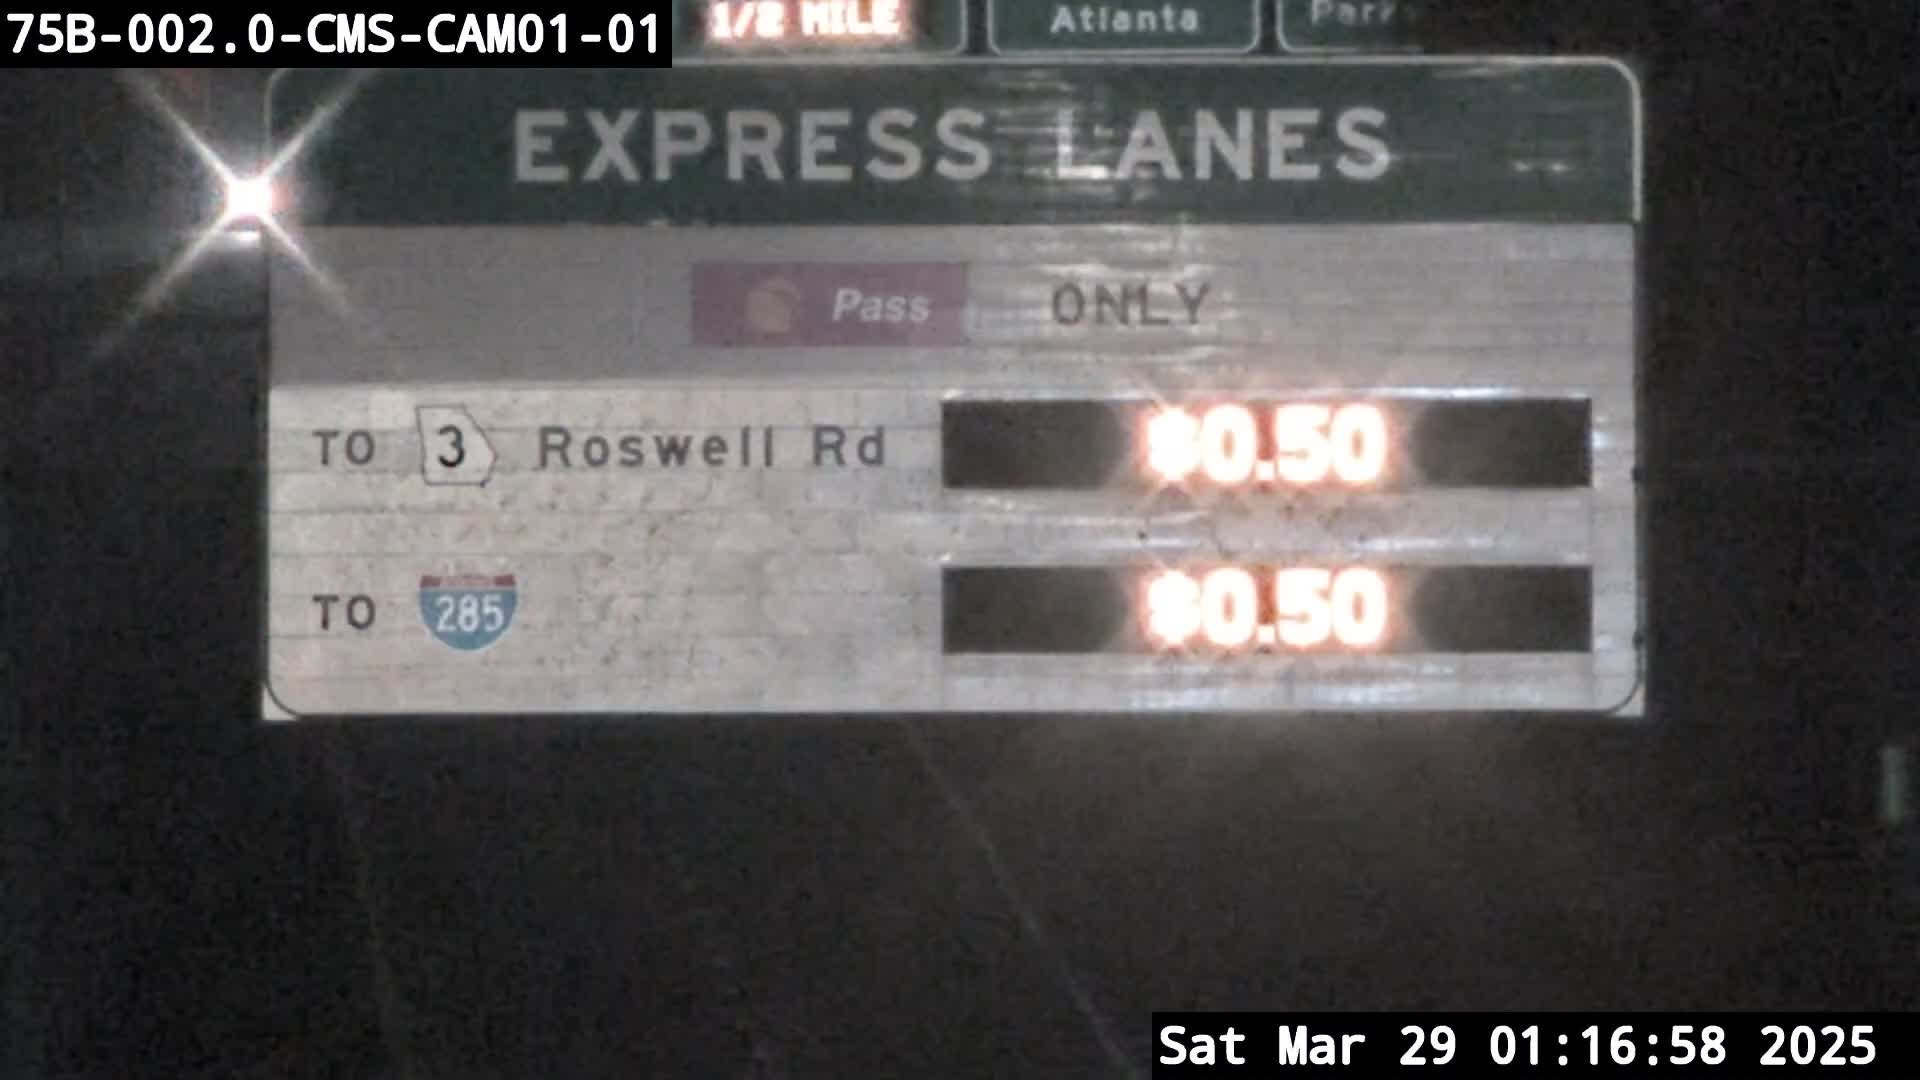 75B-002.0-CMS-CAM01-01
1/2 MILE
Atlanta
EXPRESS LANES
Pass ONLY
TO 3 Roswell Rd $0.50
TO 285 $0.50
Sat Mar 29 01:16:58 2025